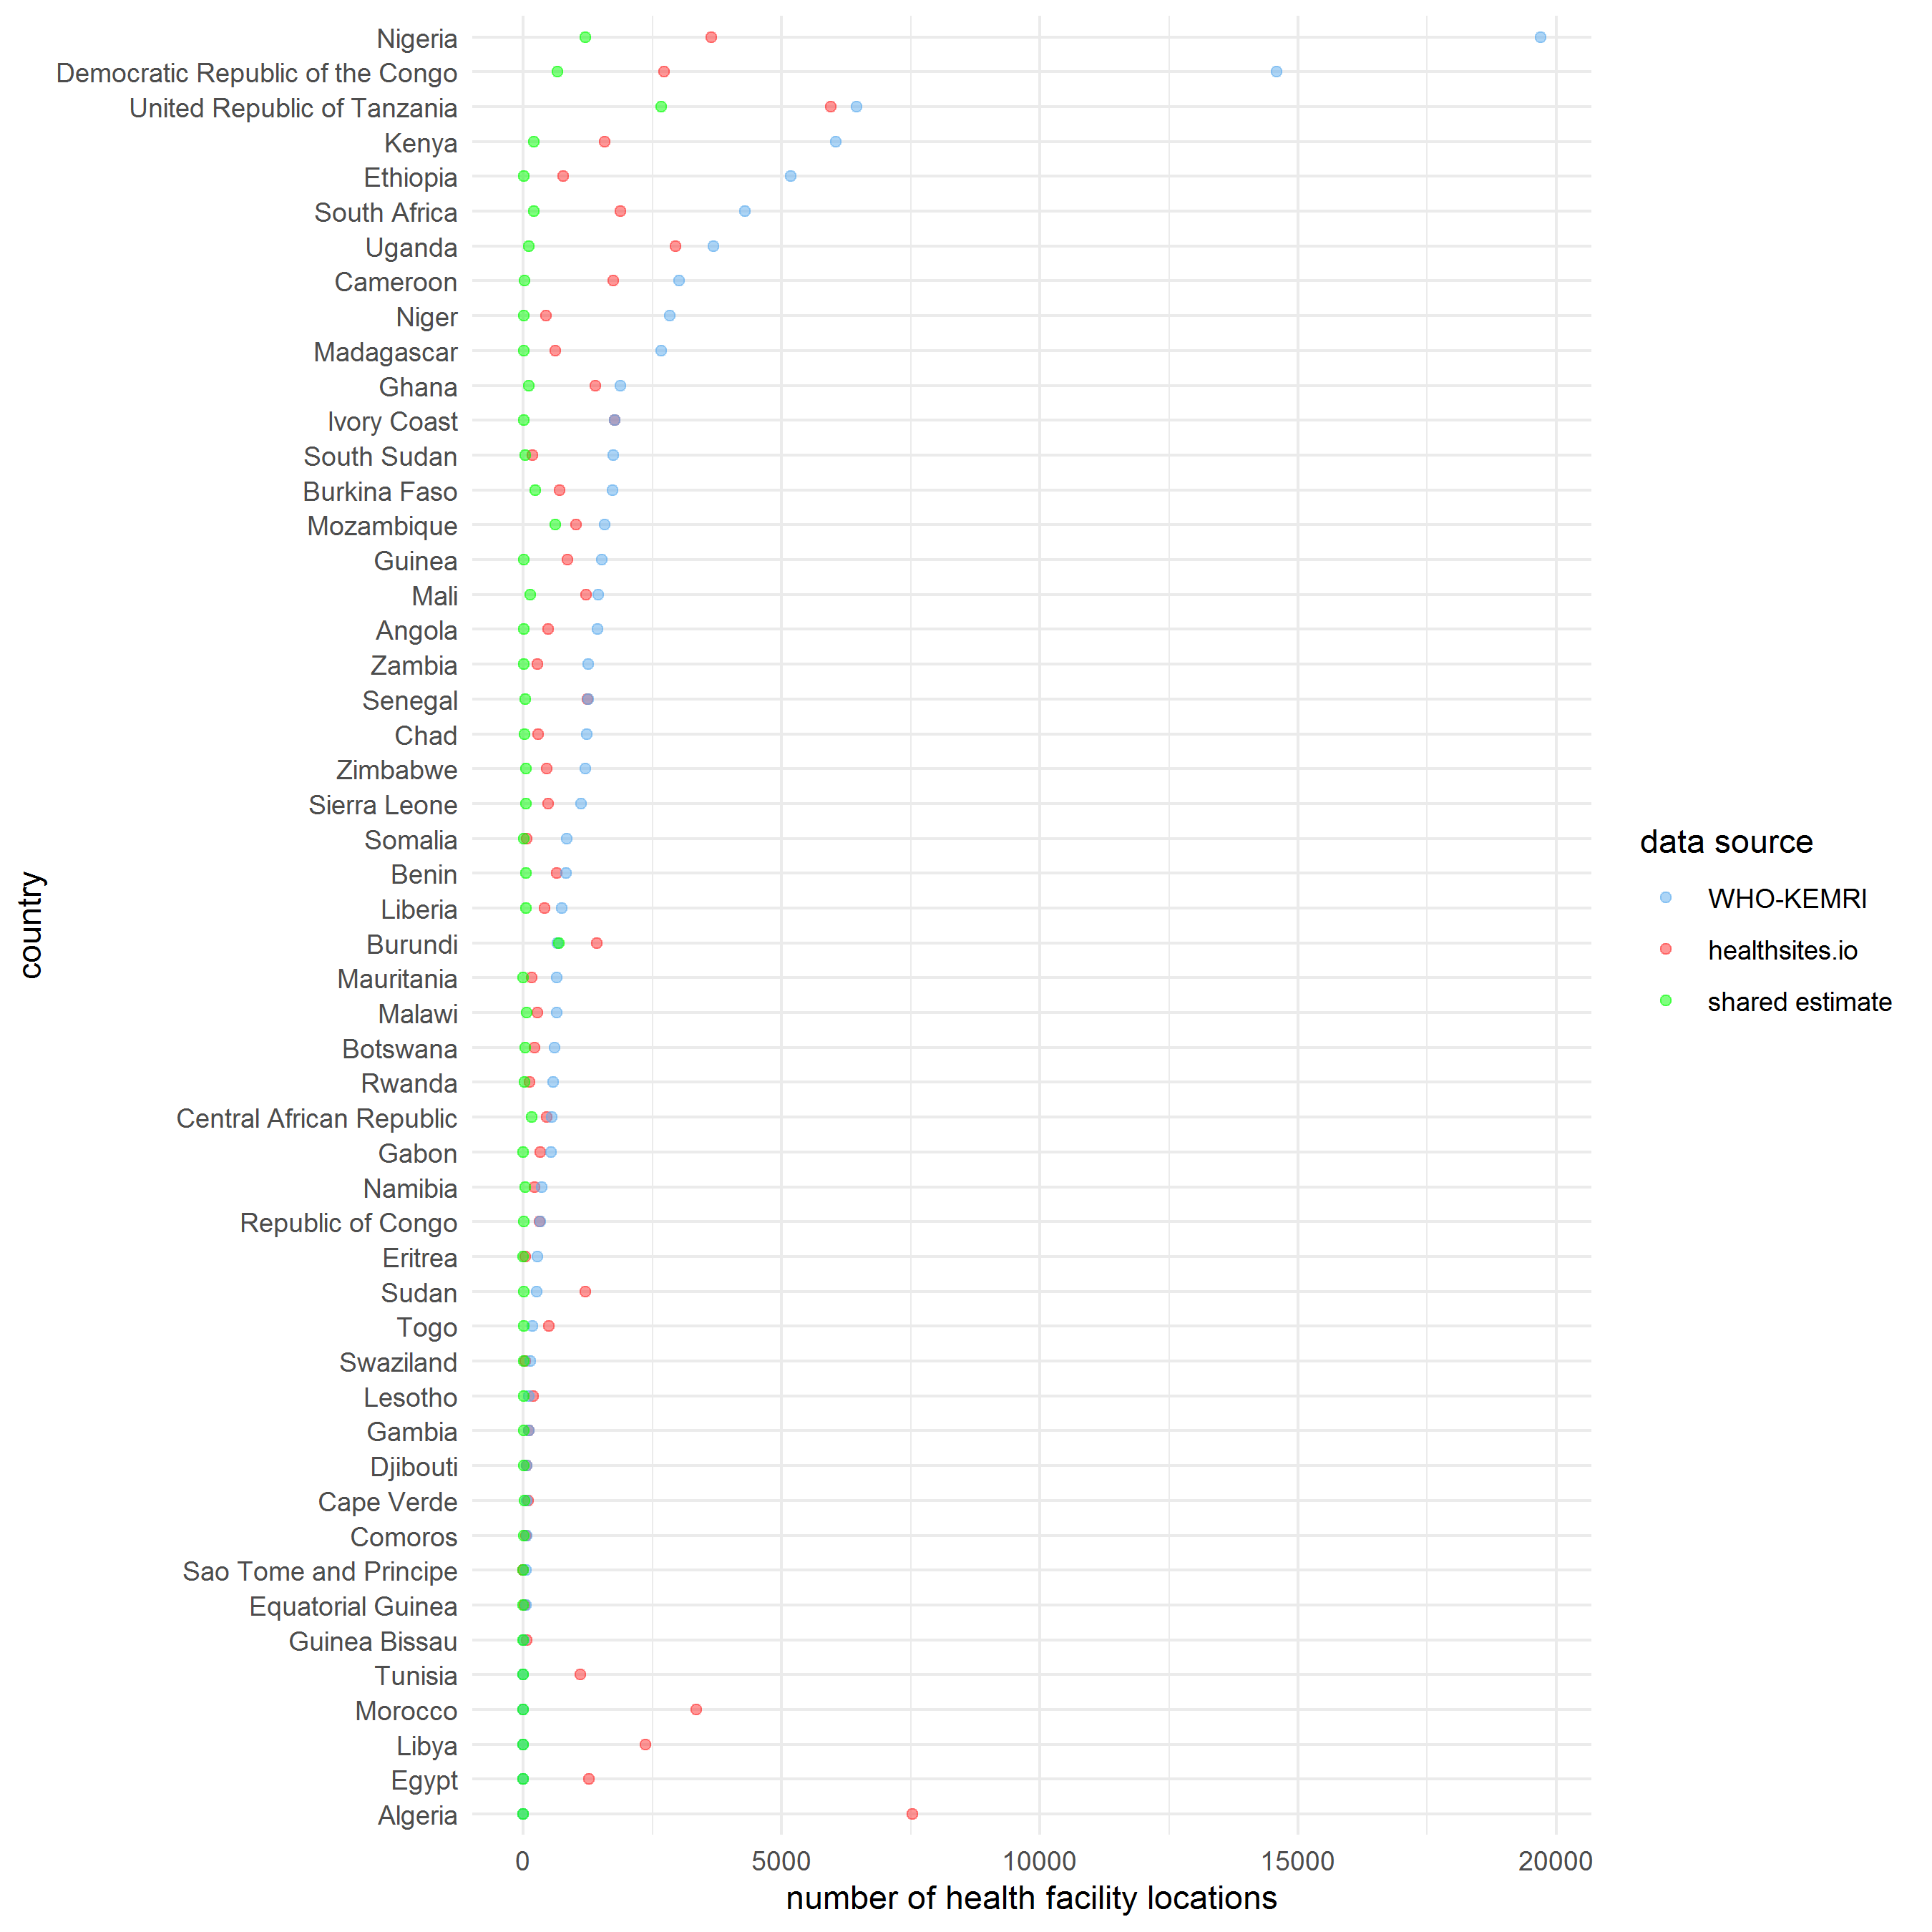 Nigeria
Democratic Republic of the Congo
United Republic of Tanzania
Kenya
Ethiopia
South Africa
Uganda
Cameroon
Niger
Madagascar
Ghana
Ivory Coast
South Sudan
Burkina Faso
Mozambique
Guinea
Mali
Angola
Zambia
Senegal
Chad
Zimbabwe
Sierra Leone
Somalia
Benin
Liberia
Burundi
Mauritania
Malawi
Botswana
Rwanda
Central African Republic
Gabon
Namibia
Republic of Congo
Eritrea
Sudan
Togo
Swaziland
Lesotho
Gambia
Djibouti
Cape Verde
Comoros
Sao Tome and Principe
Equatorial Guinea
Guinea Bissau
Tunisia
Morocco
Libya
Egypt
Algeria
country
0 5000 10000 15000 20000
number of health facility locations
data source
WHO-KEMRI
healthsites.io
shared estimate